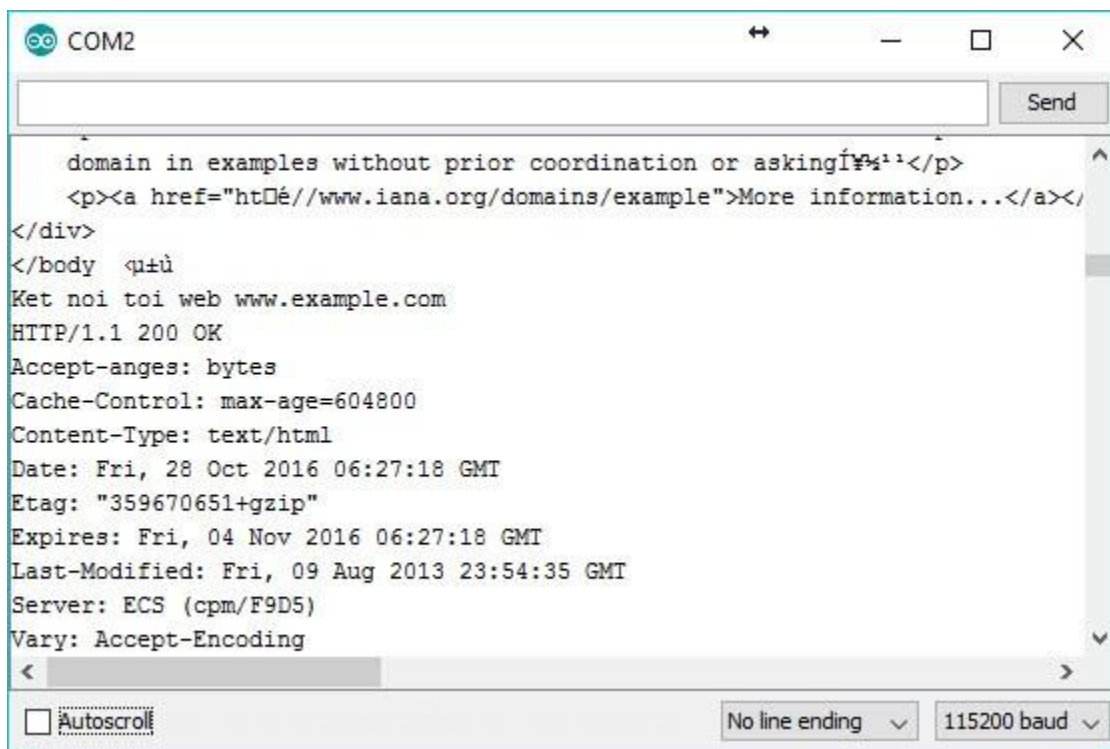 COM2
Send
domain in examples without prior coordination or askingÍ¥½¹¹</p>
<p><a href="ht□é//www.iana.org/domains/example">More information...</a></
</div>
</body  <µ±ù
Ket noi toi web www.example.com
HTTP/1.1 200 OK
Accept-anges: bytes
Cache-Control: max-age=604800
Content-Type: text/html
Date: Fri, 28 Oct 2016 06:27:18 GMT
Etag: "359670651+gzip"
Expires: Fri, 04 Nov 2016 06:27:18 GMT
Last-Modified: Fri, 09 Aug 2013 23:54:35 GMT
Server: ECS (cpm/F9D5)
Vary: Accept-Encoding
Autoscroll
No line ending
115200 baud